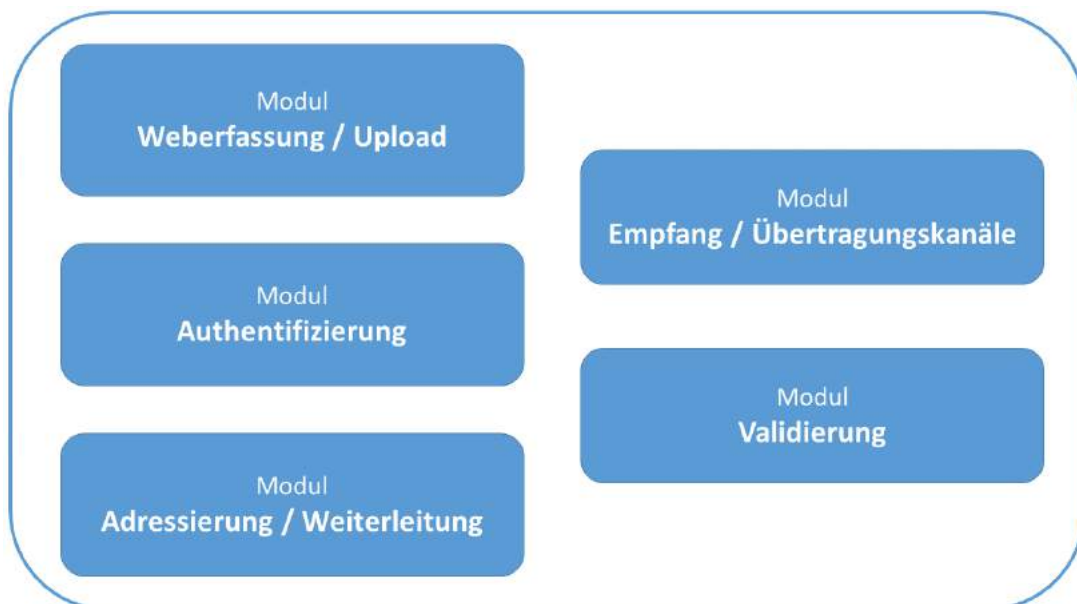 Modul
Weberfassung / Upload
Modul
Authentifizierung
Modul
Adressierung / Weiterleitung
Modul
Empfang / Übertragungskanäle
Modul
Validierung